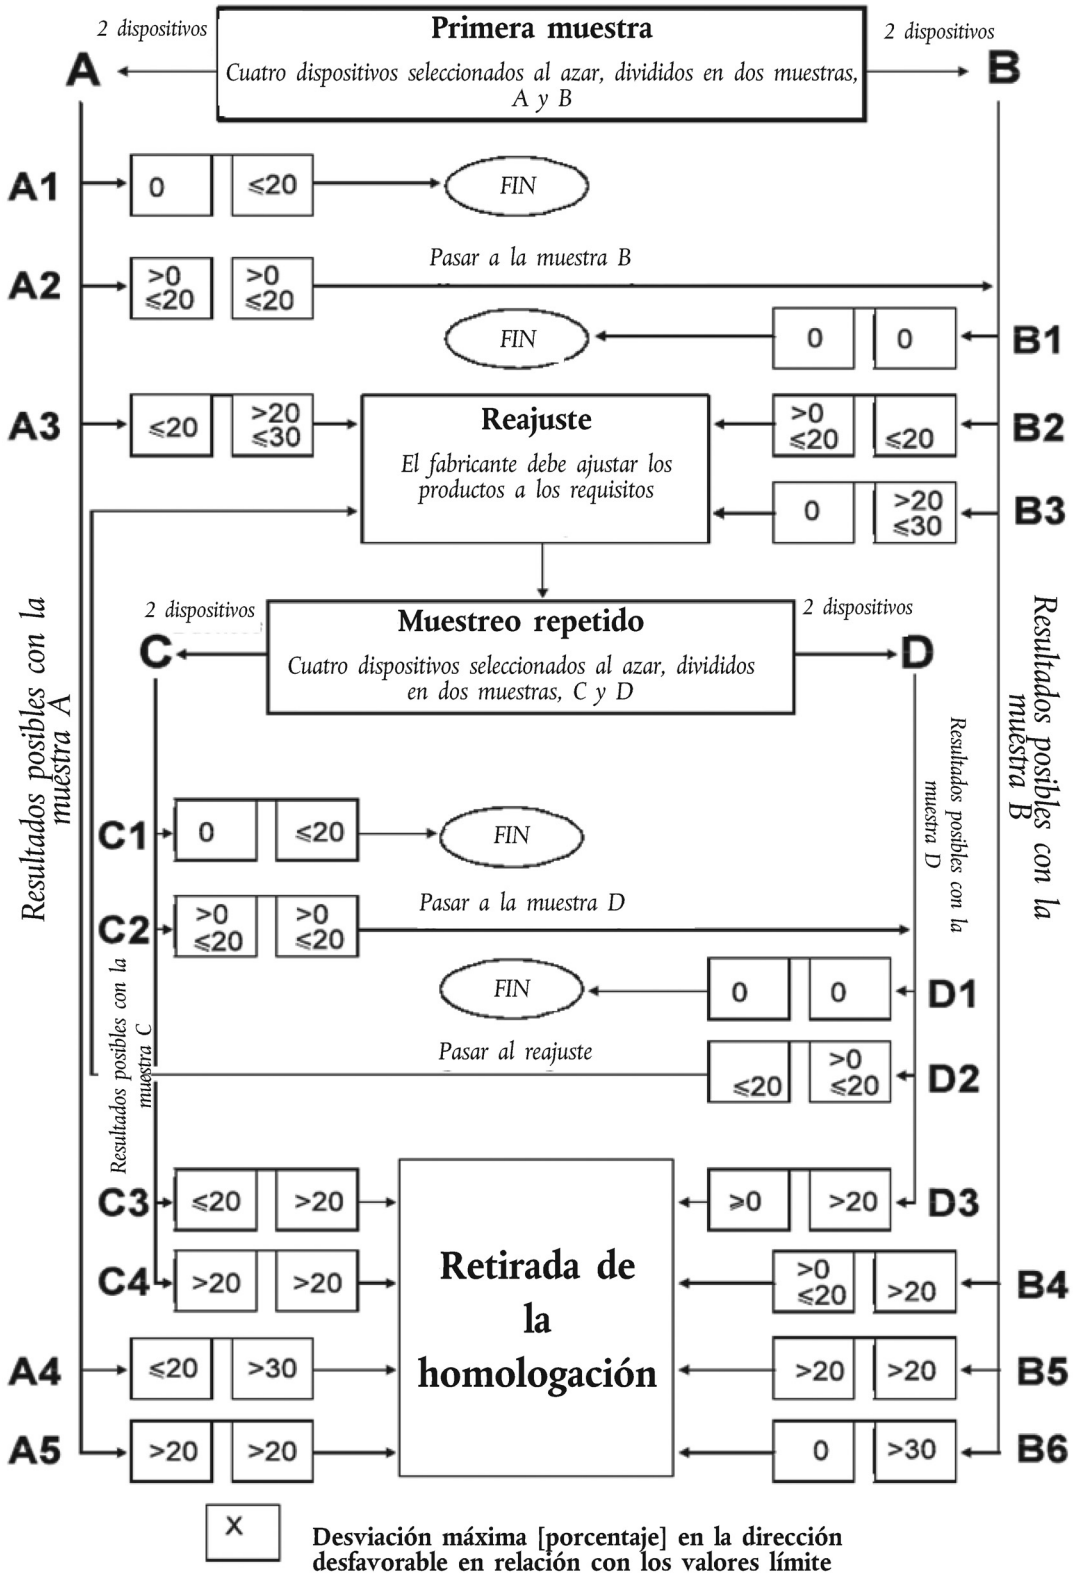 2 dispositivos
Primera muestra
2 dispositivos
A
Cuatro dispositivos seleccionados al azar, divididos en dos muestras,
A y B
B
A1
0
≤20
FIN
Pasar a la muestra B
A2
>0
≤20
>0
≤20
FIN
0
0
B1
A3
≤20
>20
≤30
Reajuste
El fabricante debe ajustar los
productos a los requisitos
>0
≤20
≤20
B2
0
>20
≤30
B3
Resultados posibles con la
muestra A
Resultados posibles con la
muestra B
2 dispositivos
Muestreo repetido
2 dispositivos
C
Cuatro dispositivos seleccionados al azar, divididos
en dos muestras, C y D
D
Resultados posibles con la
muestra D
C1
0
≤20
FIN
C2
>0
≤20
>0
≤20
Pasar a la muestra D
Resultados posibles con la
muestra C
FIN
0
0
D1
Pasar al reajuste
≤20
>0
≤20
D2
C3
≤20
>20
≥0
>20
D3
Retirada de
la
homologación
C4
>20
>20
>0
≤20
>20
B4
A4
≤20
>30
>20
>20
B5
A5
>20
>20
0
>30
B6
X
Desviación máxima [porcentaje] en la dirección
desfavorable en relación con los valores límite